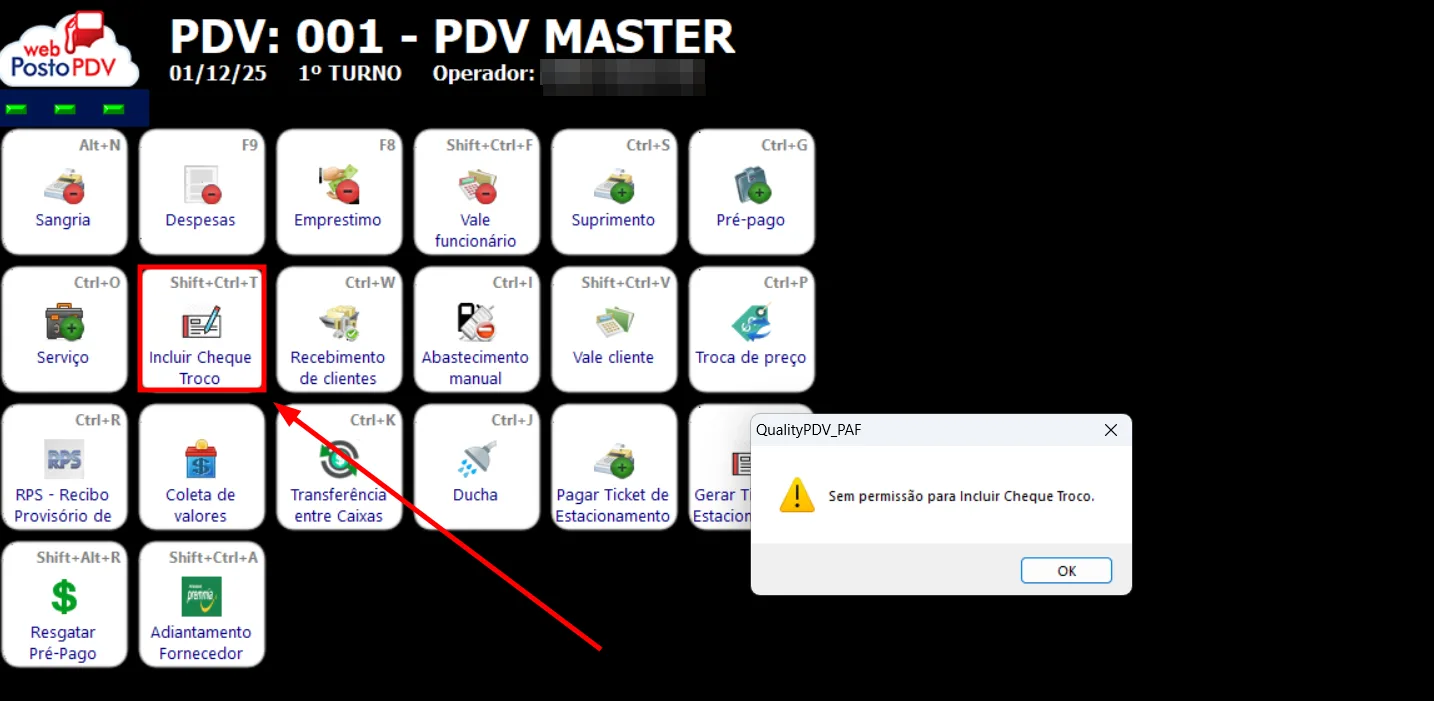 web
PostoPDV
PDV: 001 - PDV MASTER
01/12/25 1º TURNO Operador:
Alt+N
Sangria
F9
Despesas
F8
Emprestimo
Shift+Ctrl+F
Vale
funcionário
Ctrl+S
Suprimento
Ctrl+G
Pré-pago
Ctrl+O
Serviço
Shift+Ctrl+T
Incluir Cheque
Troco
Ctrl+W
Recebimento
de clientes
Ctrl+I
Abastecimento
manual
Shift+Ctrl+V
Vale cliente
Ctrl+P
Troca de preço
Ctrl+R
RPS
RPS - Recibo
Provisório de
Coleta de
valores
Ctrl+K
Transferência
entre Caixas
Ctrl+J
Ducha
Pagar Ticket de
Estacionamento
Gerar Ti
Estacion
QualityPDV_PAF
Sem permissão para Incluir Cheque Troco.
OK
Shift+Alt+R
Resgatar
Pré-Pago
Shift+Ctrl+A
premmia
Adiantamento
Fornecedor